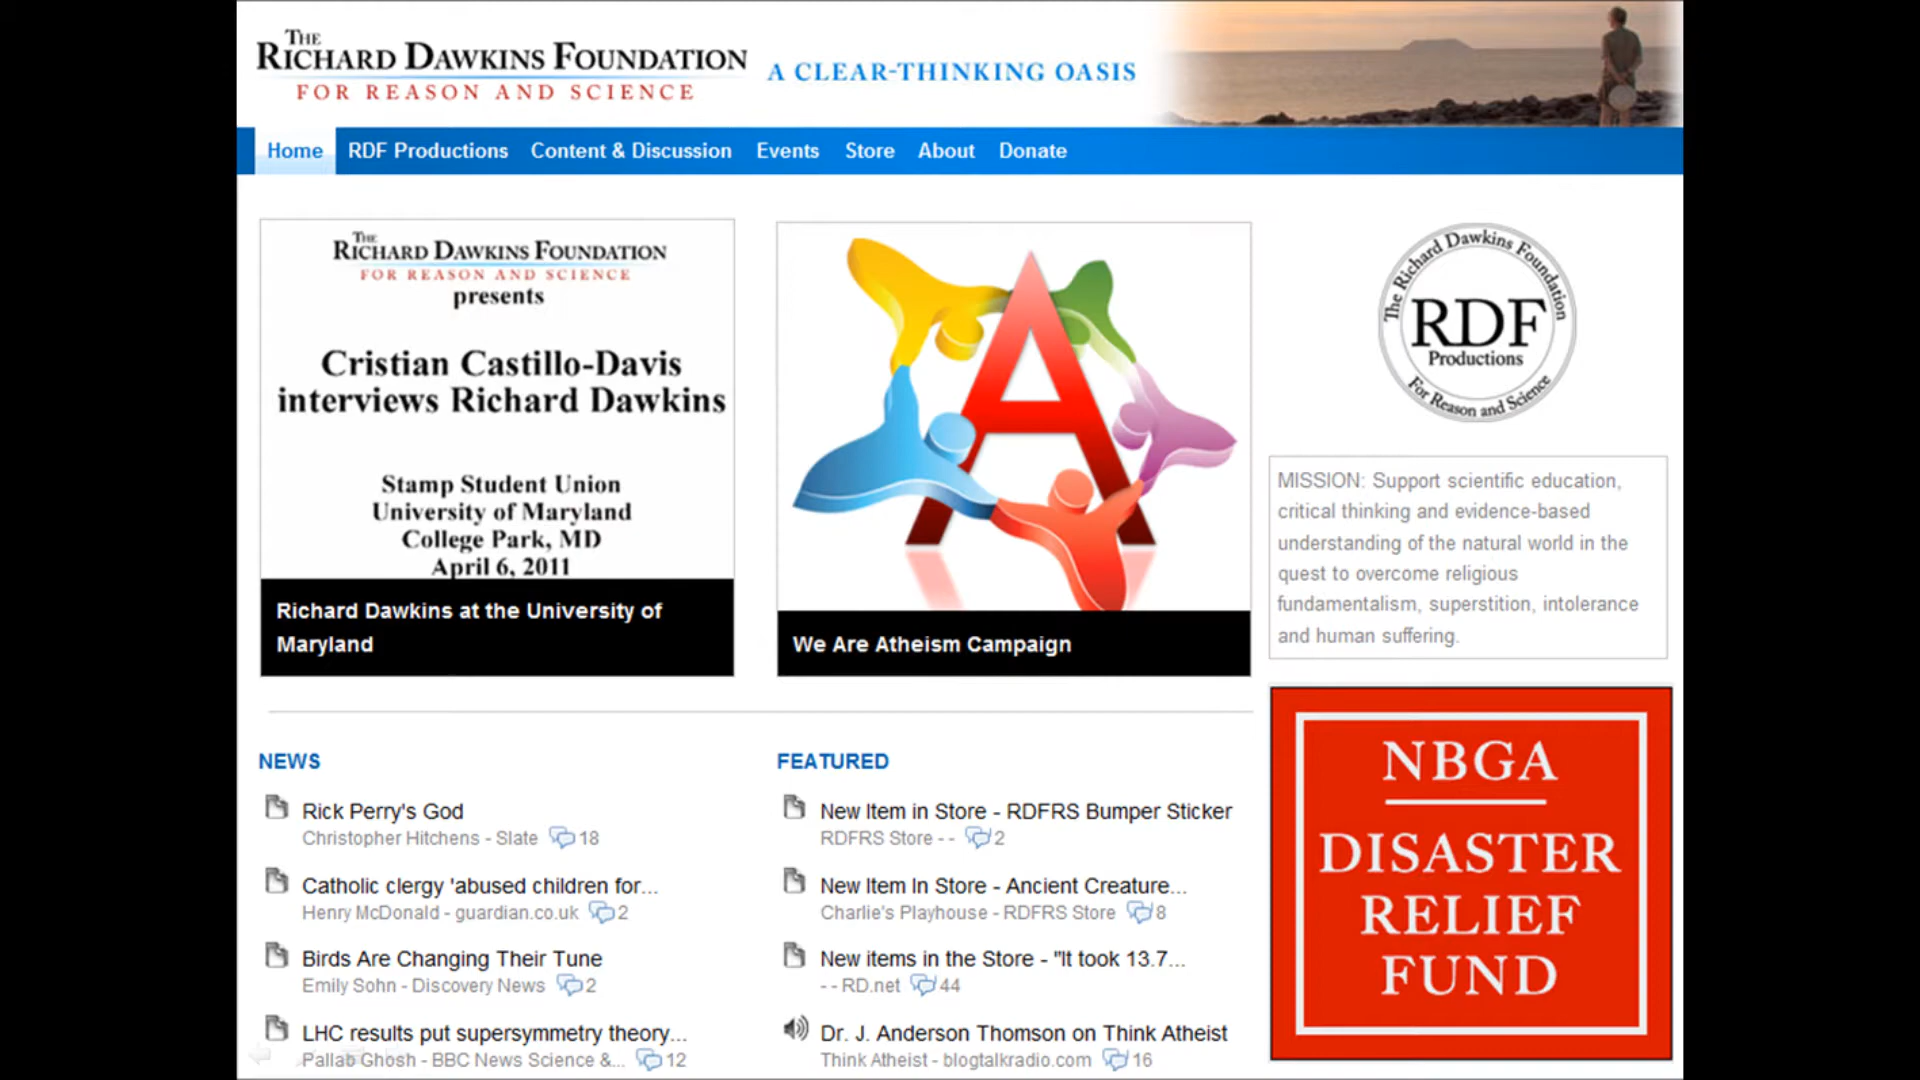 THE
RICHARD DAWKINS FOUNDATION
FOR REASON AND SCIENCE
A CLEAR-THINKING OASIS
Home RDF Productions Content & Discussion Events Store About Donate
THE
RICHARD DAWKINS FOUNDATION
FOR REASON AND SCIENCE
presents
Cristian Castillo-Davis
interviews Richard Dawkins
Stamp Student Union
University of Maryland
College Park, MD
April 6, 2011
Richard Dawkins at the University of
Maryland
A
We Are Atheism Campaign
The Richard Dawkins Foundation
RDF
Productions
For Reason and Science
MISSION: Support scientific education,
critical thinking and evidence-based
understanding of the natural world in the
quest to overcome religious
fundamentalism, superstition, intolerance
and human suffering.
NEWS
Rick Perry's God
Christopher Hitchens - Slate 18
Catholic clergy 'abused children for...
Henry McDonald - guardian.co.uk 2
Birds Are Changing Their Tune
Emily Sohn - Discovery News 2
LHC results put supersymmetry theory...
Pallab Ghosh - BBC News Science &... 12
FEATURED
New Item in Store - RDFRS Bumper Sticker
RDFRS Store - - 2
New Item In Store - Ancient Creature...
Charlie's Playhouse - RDFRS Store 8
New items in the Store - "It took 13.7...
- - RD.net 44
Dr. J. Anderson Thomson on Think Atheist
Think Atheist - blogtalkradio.com 16
NBGA
DISASTER
RELIEF
FUND